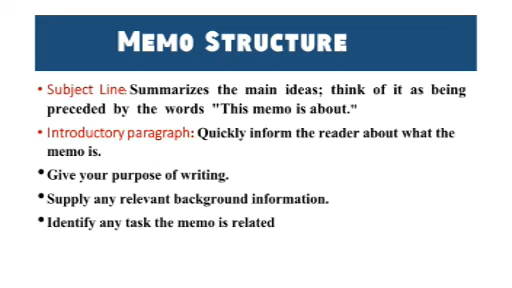 MEMO STRUCTURE
• Subject Line: Summarizes the main ideas; think of it as being
preceded by the words "This memo is about."
• Introductory paragraph: Quickly inform the reader about what the
memo is.
• Give your purpose of writing.
• Supply any relevant background information.
• Identify any task the memo is related